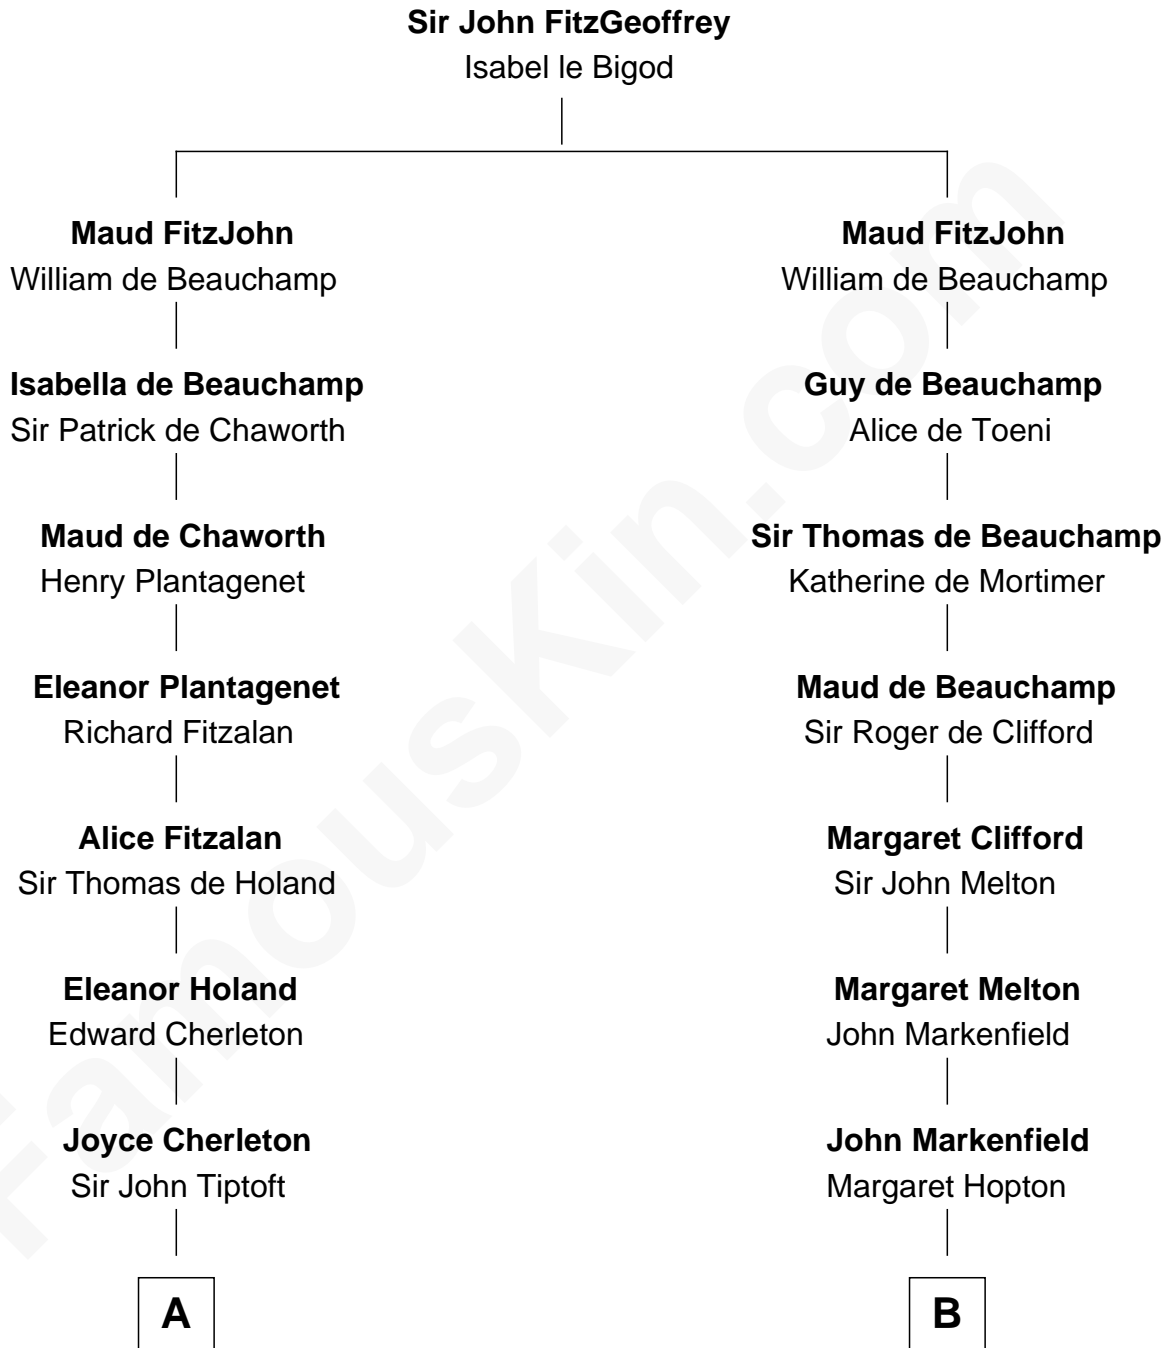 Sir John FitzGeoffrey
Isabel le Bigod
Maud FitzJohn
William de Beauchamp
Maud FitzJohn
William de Beauchamp
Isabella de Beauchamp
Sir Patrick de Chaworth
Guy de Beauchamp
Alice de Toeni
Maud de Chaworth
Henry Plantagenet
Sir Thomas de Beauchamp
Katherine de Mortimer
Eleanor Plantagenet
Richard Fitzalan
Maud de Beauchamp
Sir Roger de Clifford
Alice Fitzalan
Sir Thomas de Holand
Margaret Clifford
Sir John Melton
Eleanor Holand
Edward Cherleton
Margaret Melton
John Markenfield
Joyce Cherleton
Sir John Tiptoft
John Markenfield
Margaret Hopton
A
B
FamousKin.com